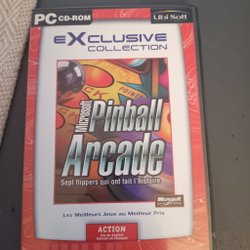 PC CD-ROM
Ubi Soft
eXclusive
COLLECTION
Microsoft
Pinball
Arcade
Sept flippers qui ont fait l'histoire
Microsoft
Les Meilleurs Jeux au Meilleur Prix
ACTION